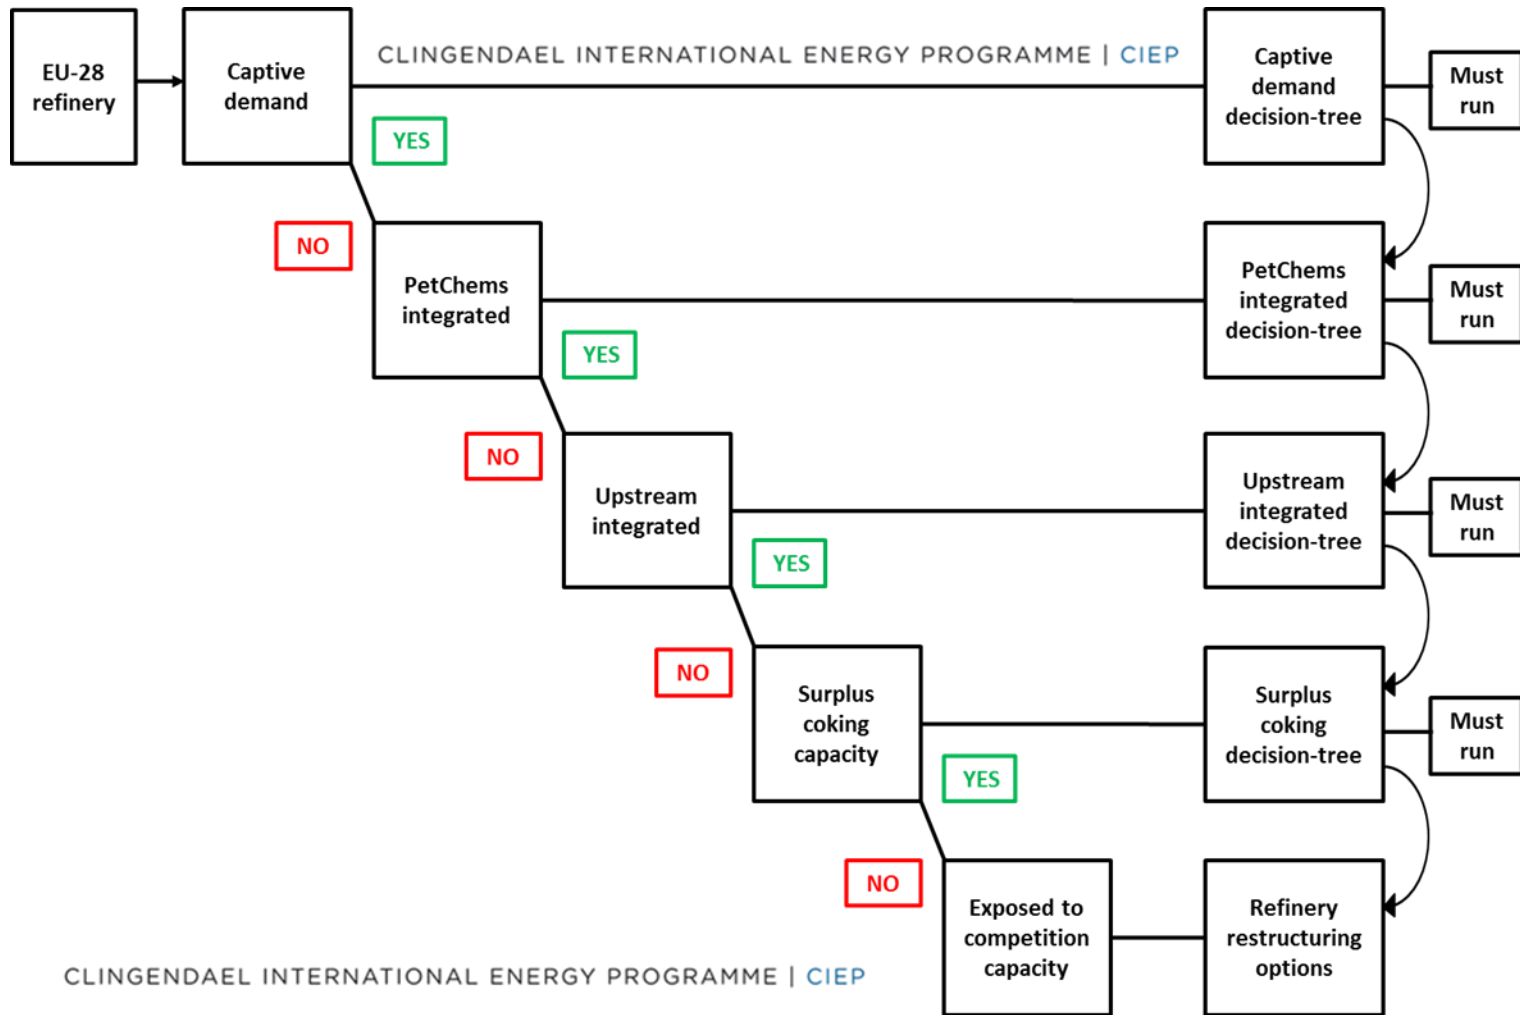 EU-28
refinery
Captive
demand
CLINGENDAEL INTERNATIONAL ENERGY PROGRAMME | CIEP
Captive
demand
decision-tree
Must
run
YES
NO
PetChems
integrated
PetChems
integrated
decision-tree
Must
run
YES
NO
Upstream
integrated
Upstream
integrated
decision-tree
Must
run
YES
NO
Surplus
coking
capacity
Surplus
coking
decision-tree
Must
run
YES
NO
Exposed to
competition
capacity
Refinery
restructuring
options
CLINGENDAEL INTERNATIONAL ENERGY PROGRAMME | CIEP